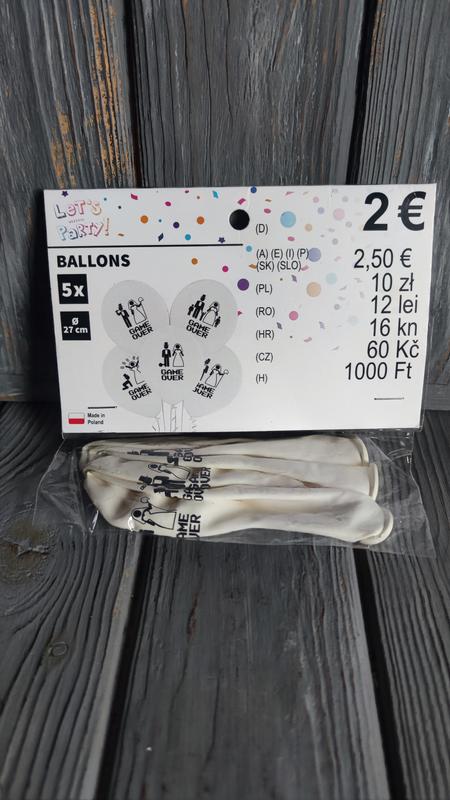 LET'S
PARTY!
BALLONS
5x
Ø
27 cm
GAME
OVER
GAME
OVER
GAME
OVER
GAME
OVER
GAME
OVER
Made in
Poland
(D) 2 €
(A) (E) (I) (P)
(SK) (SLO) 2,50 €
(PL) 10 zł
(RO) 12 lei
(HR) 16 kn
(CZ) 60 Kč
(H) 1000 Ft